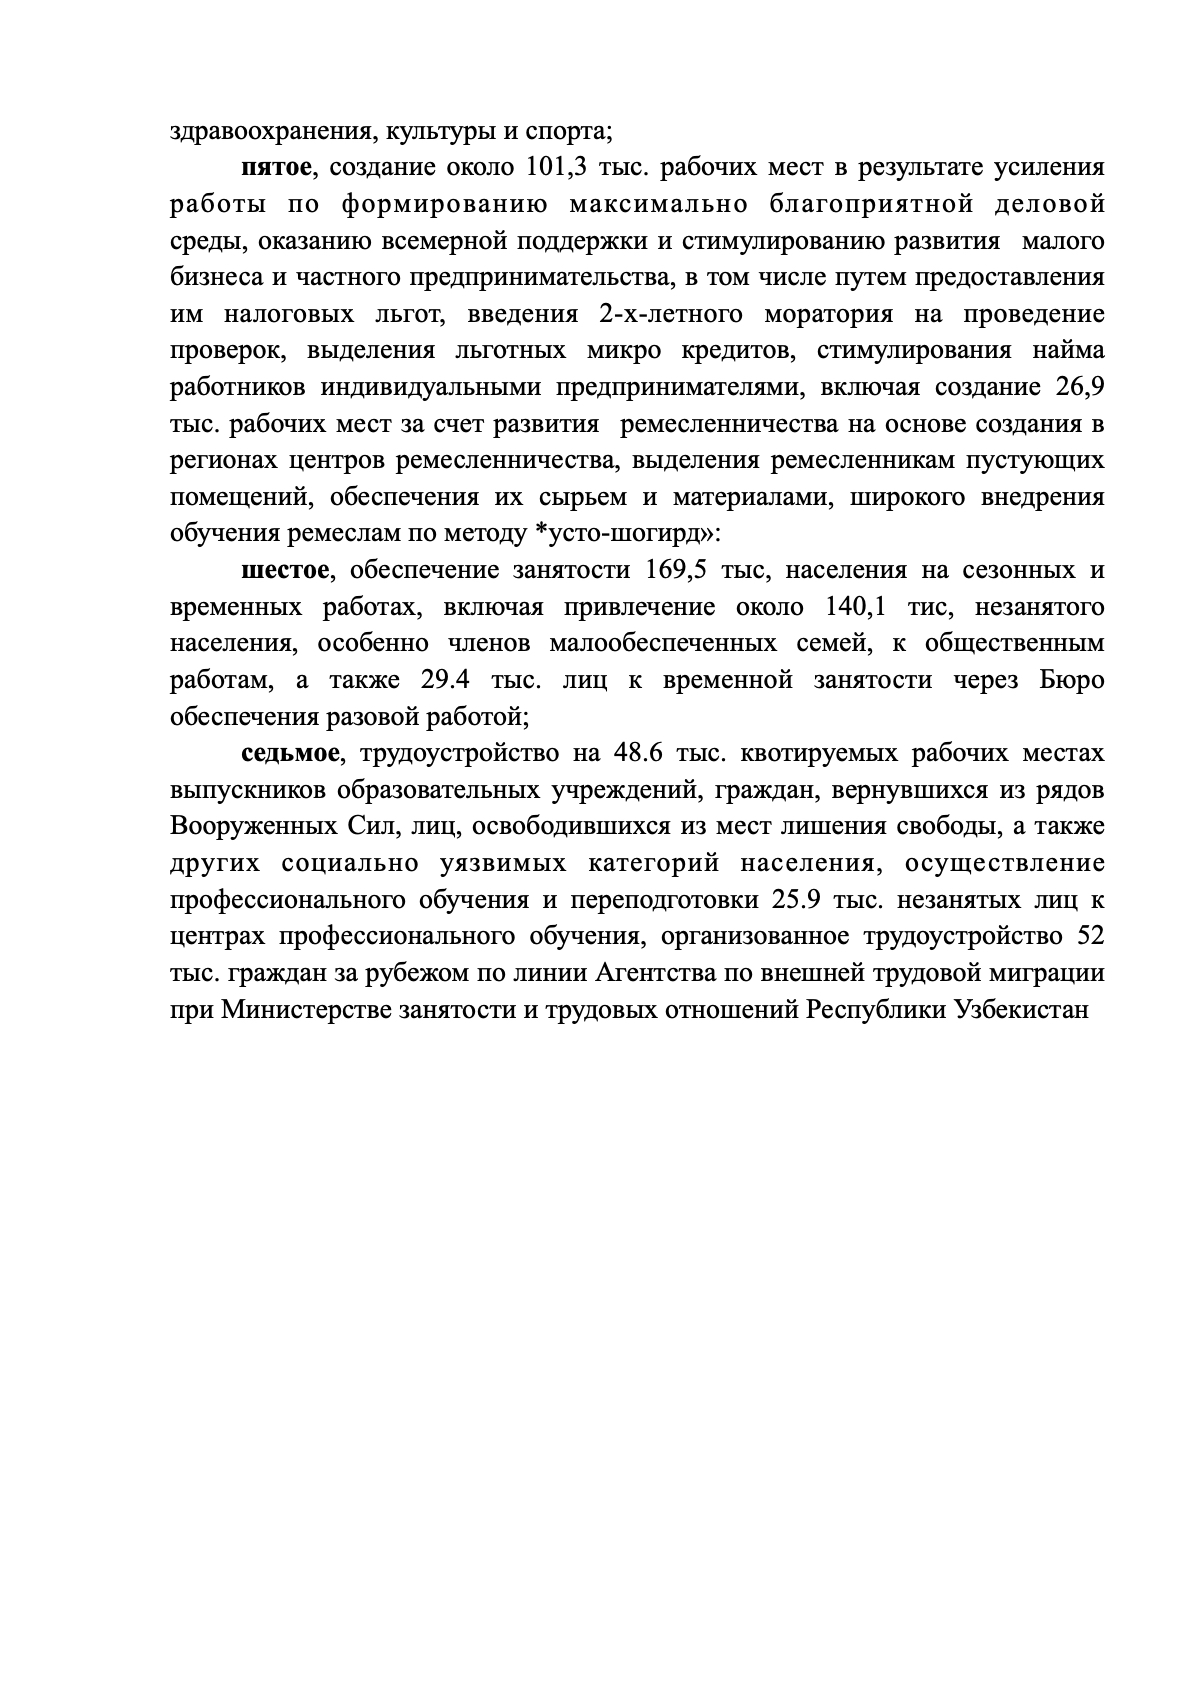 здравоохранения, культуры и спорта;
пятое, создание около 101,3 тыс. рабочих мест в результате усиления
работы по формированию максимально благоприятной деловой
среды, оказанию всемерной поддержки и стимулированию развития малого
бизнеса и частного предпринимательства, в том числе путем предоставления
им налоговых льгот, введения 2-х-летного моратория на проведение
проверок, выделения льготных микро кредитов, стимулирования найма
работников индивидуальными предпринимателями, включая создание 26,9
тыс. рабочих мест за счет развития ремесленничества на основе создания в
регионах центров ремесленничества, выделения ремесленникам пустующих
помещений, обеспечения их сырьем и материалами, широкого внедрения
обучения ремеслам по методу *усто-шогирд»:
шестое, обеспечение занятости 169,5 тыс, населения на сезонных и
временных работах, включая привлечение около 140,1 тис, незанятого
населения, особенно членов малообеспеченных семей, к общественным
работам, а также 29.4 тыс. лиц к временной занятости через Бюро
обеспечения разовой работой;
седьмое, трудоустройство на 48.6 тыс. квотируемых рабочих местах
выпускников образовательных учреждений, граждан, вернувшихся из рядов
Вооруженных Сил, лиц, освободившихся из мест лишения свободы, а также
других социально уязвимых категорий населения, осуществление
профессионального обучения и переподготовки 25.9 тыс. незанятых лиц к
центрах профессионального обучения, организованное трудоустройство 52
тыс. граждан за рубежом по линии Агентства по внешней трудовой миграции
при Министерстве занятости и трудовых отношений Республики Узбекистан